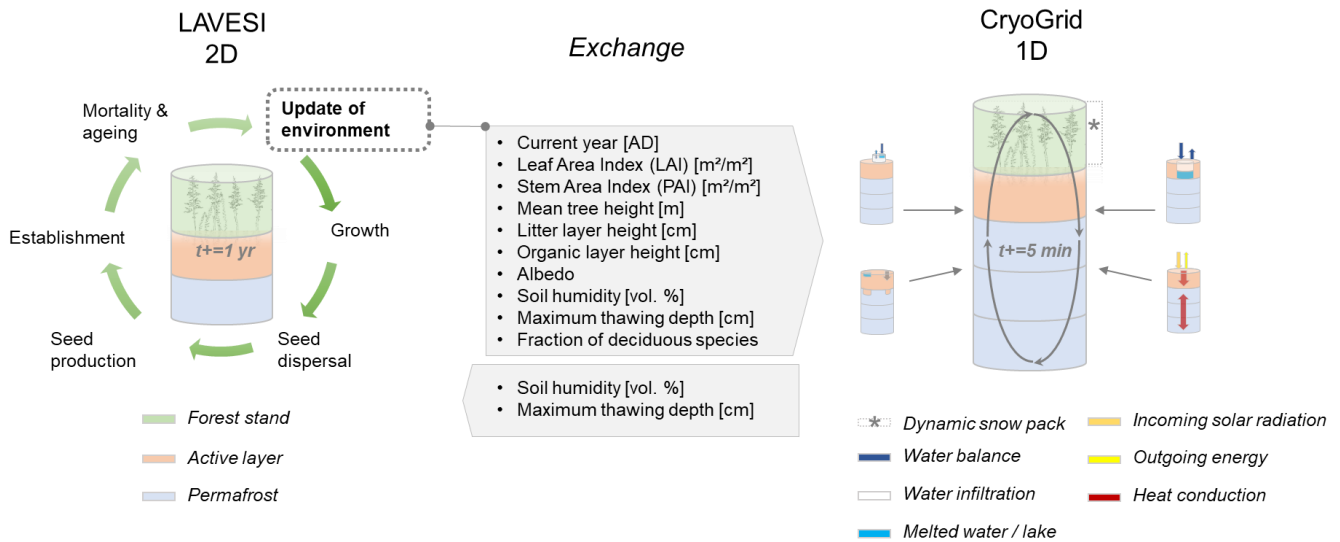 LAVESI
2D
Mortality &
ageing
Update of
environment
Growth
Seed
dispersal
Seed
production
Establishment
t+=1 yr
Forest stand
Active layer
Permafrost
Exchange
• Current year [AD]
• Leaf Area Index (LAI) [m²/m²]
• Stem Area Index (PAI) [m²/m²]
• Mean tree height [m]
• Litter layer height [cm]
• Organic layer height [cm]
• Albedo
• Soil humidity [vol. %]
• Maximum thawing depth [cm]
• Fraction of deciduous species
• Soil humidity [vol. %]
• Maximum thawing depth [cm]
CryoGrid
1D
*
t+=5 min
* Dynamic snow pack
Water balance
Water infiltration
Melted water / lake
Incoming solar radiation
Outgoing energy
Heat conduction